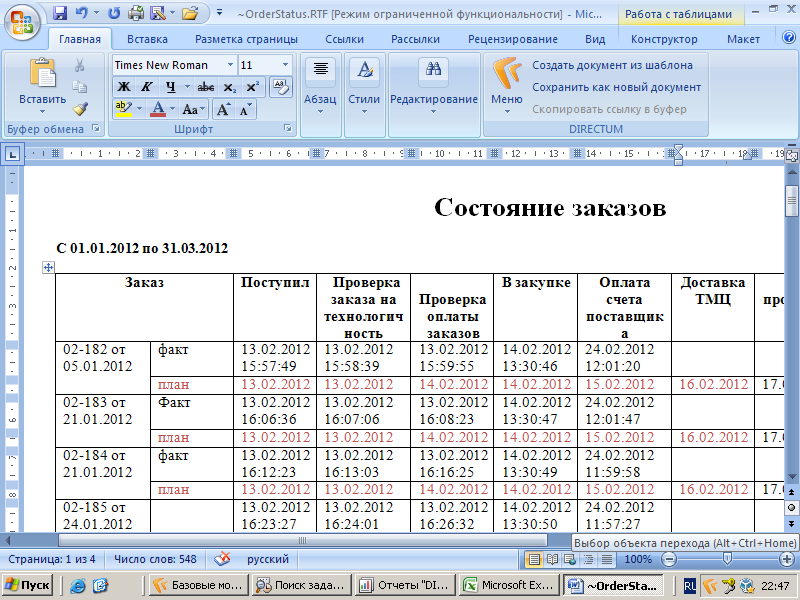 ~OrderStatus.RTF [Режим ограниченной функциональности] - Mic...
Работа с таблицами
Главная
Вставка
Разметка страницы
Ссылки
Рассылки
Рецензирование
Вид
Конструктор
Макет
Вставить
Буфер обмена
Times New Roman
11
Ж К Ч abc x₂ x²
ab A Aa A A
Шрифт
Абзац
Стили
Редактирование
Меню
Создать документ из шаблона
Сохранить как новый документ
Скопировать ссылку в буфер
DIRECTUM
1 2 3 4 5 6 7 8 9 10 11 12 13 14 15 17 18 19
Состояние заказов
С 01.01.2012 по 31.03.2012
Заказ
Поступил
Проверка
заказа на
технологич
ность
Проверка
оплаты
заказов
В закупке
Оплата
счета
поставщик
а
Доставка
ТМЦ
про
02-182 от
05.01.2012
факт
13.02.2012
15:57:49
13.02.2012
15:58:39
13.02.2012
15:59:55
14.02.2012
13:30:46
24.02.2012
12:01:20
план 13.02.2012 13.02.2012 14.02.2012 14.02.2012 15.02.2012 16.02.2012 17.0
02-183 от
21.01.2012
Факт
13.02.2012
16:06:36
13.02.2012
16:07:06
13.02.2012
16:08:23
14.02.2012
13:30:47
24.02.2012
12:01:47
план 13.02.2012 13.02.2012 14.02.2012 14.02.2012 15.02.2012 16.02.2012 17.0
02-184 от
21.01.2012
факт
13.02.2012
16:12:23
13.02.2012
16:13:03
13.02.2012
16:16:25
14.02.2012
13:30:49
24.02.2012
11:59:58
план 13.02.2012 13.02.2012 14.02.2012 14.02.2012 15.02.2012 16.02.2012 17.0
02-185 от
24.01.2012
13.02.2012
16:23:27
13.02.2012
16:24:01
13.02.2012
16:26:32
14.02.2012
13:30:50
24.02.2012
11:57:27
Выбор объекта перехода (Alt+Ctrl+Home)
Страница: 1 из 4
Число слов: 548
русский
100%
Пуск
Базовые мо...
Поиск зада...
Отчеты "DI...
Microsoft Ex...
~OrderSta...
RU
22:47